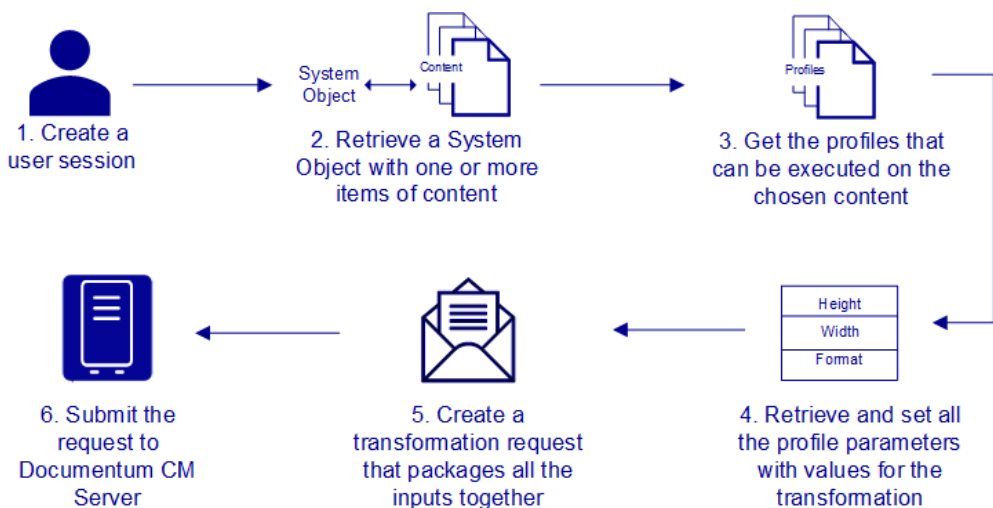 1. Create a
user session
System
Object
Content
2. Retrieve a System
Object with one or more
items of content
Profiles
3. Get the profiles that
can be executed on the
chosen content
Height
Width
Format
4. Retrieve and set all
the profile parameters
with values for the
transformation
5. Create a
transformation request
that packages all the
inputs together
6. Submit the
request to
Documentum CM
Server